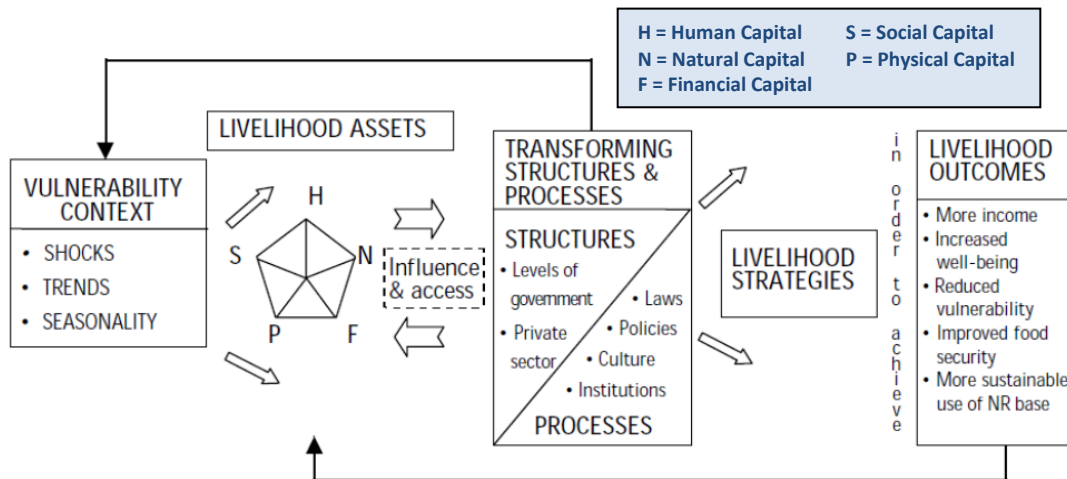 H = Human Capital S = Social Capital
N = Natural Capital P = Physical Capital
F = Financial Capital
LIVELIHOOD ASSETS
VULNERABILITY
CONTEXT
• SHOCKS
• TRENDS
• SEASONALITY
H
S
N
P
F
Influence
& access
TRANSFORMING
STRUCTURES &
PROCESSES
STRUCTURES
• Levels of
government
• Private
sector
• Laws
• Policies
• Culture
• Institutions
PROCESSES
LIVELIHOOD
STRATEGIES
in order to achieve
LIVELIHOOD
OUTCOMES
• More income
• Increased
well-being
• Reduced
vulnerability
• Improved food
security
• More sustainable
use of NR base